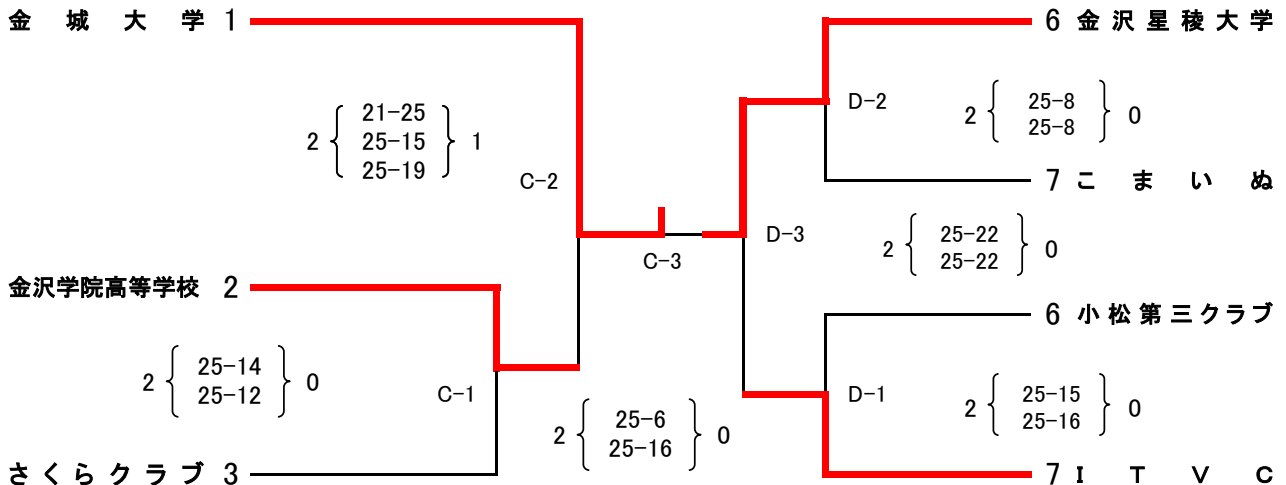 金城大学 1
6 金沢星稜大学
21-25
2 25-15 1
25-19
C-2
D-2
25-8
2 0
25-8
7 こまいぬ
D-3
C-3
25-22
2 0
25-22
金沢学院高等学校 2
6 小松第三クラブ
25-14
2 0
25-12
C-1
D-1
25-15
2 0
25-16
25-6
2 0
25-16
さくらクラブ 3
7 ITVC